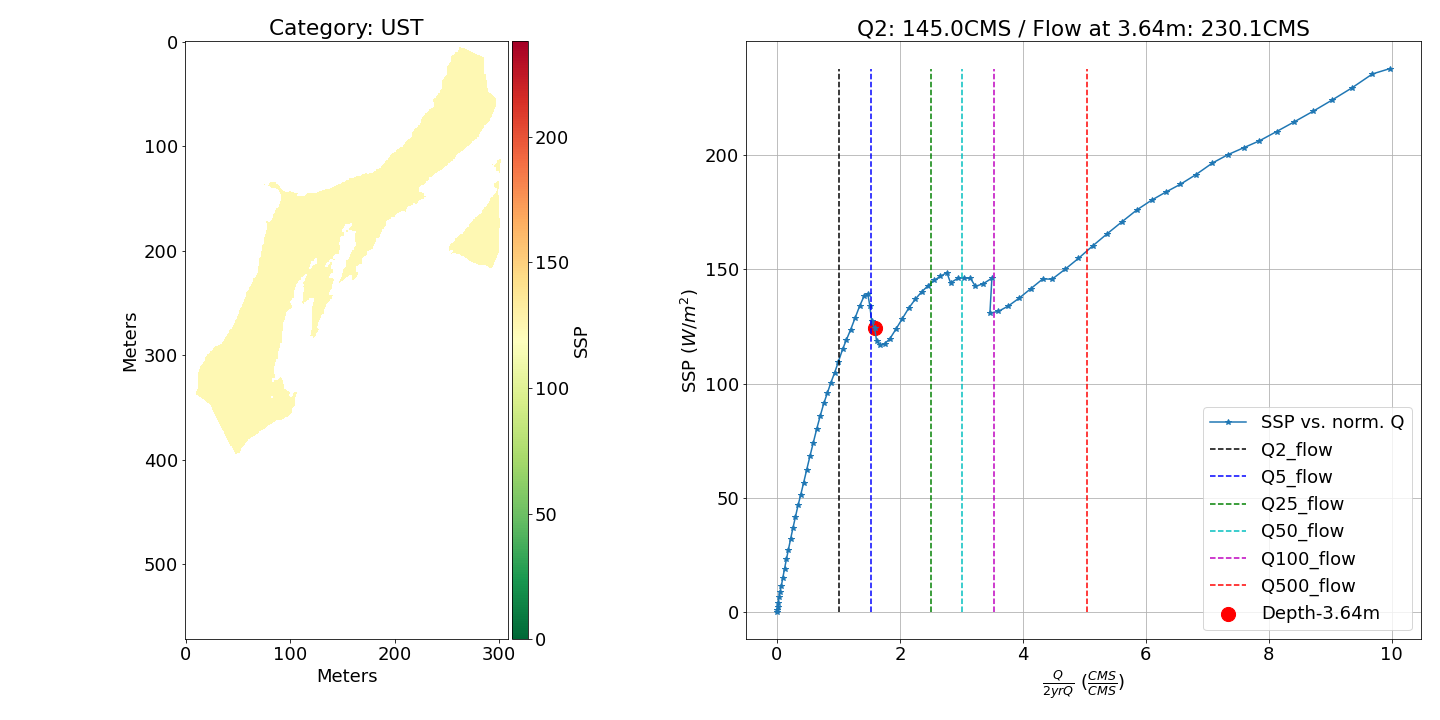 Category: UST
0
100
200
300
400
500
Meters
0
100
200
300
Meters
200
150
100
50
0
SSP
Q2: 145.0CMS / Flow at 3.64m: 230.1CMS
200
150
100
50
0
SSP (W/m²)
0
2
4
6
8
10
Q/2yrQ (CMS/CMS)
SSP vs. norm. Q
Q2_flow
Q5_flow
Q25_flow
Q50_flow
Q100_flow
Q500_flow
Depth-3.64m